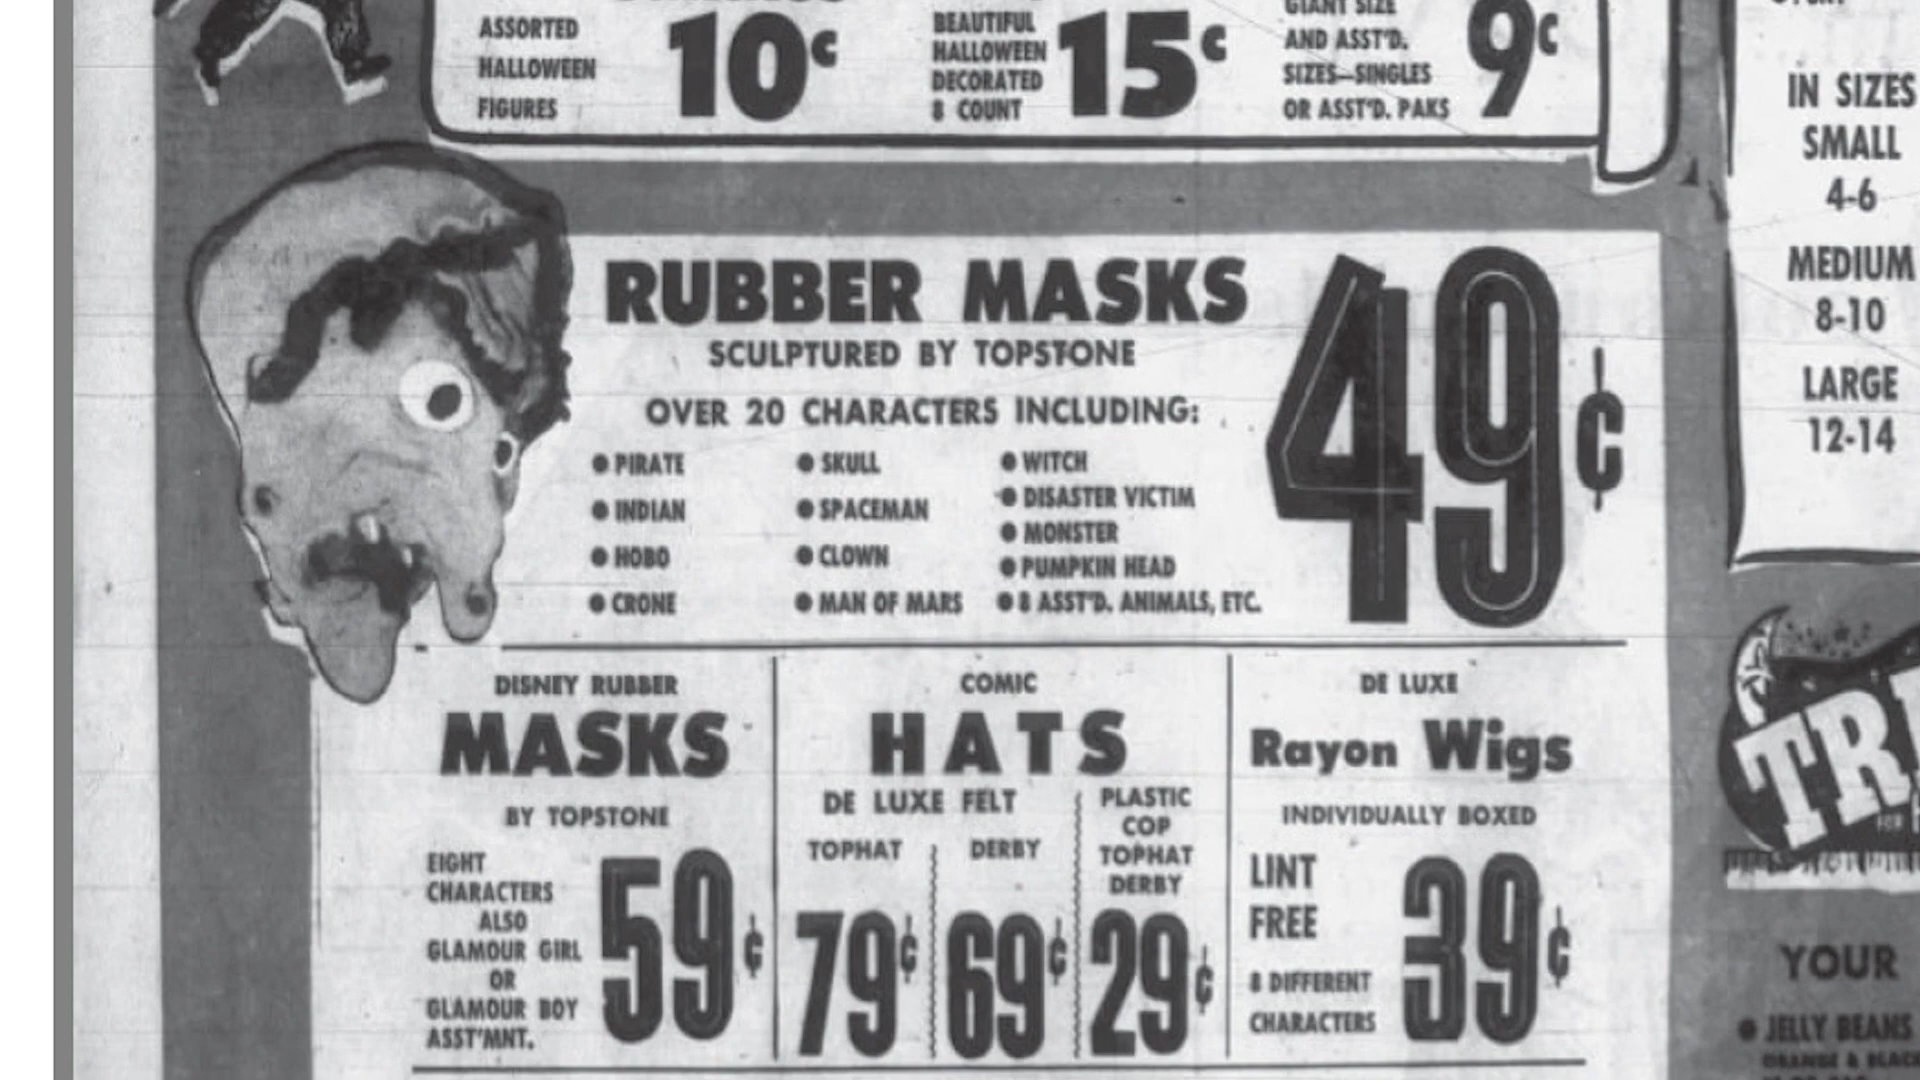 ASSORTED
HALLOWEEN
FIGURES
10¢
BEAUTIFUL
HALLOWEEN
DECORATED
8 COUNT
15¢
GIANT SIZE
AND ASST'D.
SIZES—SINGLES
OR ASST'D. PAKS
9¢
IN SIZES
SMALL
4-6
MEDIUM
8-10
LARGE
12-14
RUBBER MASKS
SCULPTURED BY TOPSTONE
OVER 20 CHARACTERS INCLUDING:
• PIRATE
• INDIAN
• HOBO
• CRONE
• SKULL
• SPACEMAN
• CLOWN
• MAN OF MARS
• WITCH
• DISASTER VICTIM
• MONSTER
• PUMPKIN HEAD
• 8 ASST'D. ANIMALS, ETC.
49¢
DISNEY RUBBER
MASKS
BY TOPSTONE
EIGHT
CHARACTERS
ALSO
GLAMOUR GIRL
OR
GLAMOUR BOY
ASST'MNT.
59¢
COMIC
HATS
DE LUXE FELT
TOPHAT
79¢
DERBY
69¢
PLASTIC
COP
TOPHAT
DERBY
29¢
DE LUXE
Rayon Wigs
INDIVIDUALLY BOXED
LINT
FREE
8 DIFFERENT
CHARACTERS
39¢
FOR
YOUR
• JELLY BEANS
ORANGE &